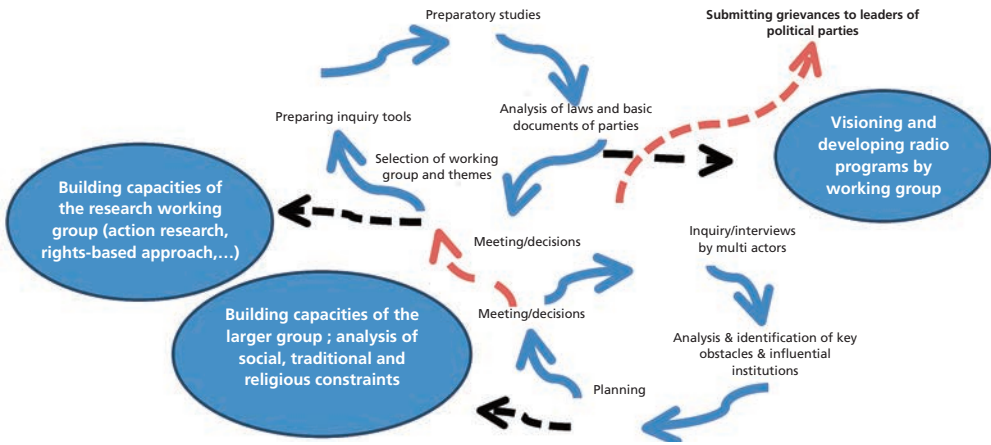 Preparatory studies
Submitting grievances to leaders of
political parties
Preparing inquiry tools
Analysis of laws and basic
documents of parties
Visioning and
developing radio
programs by
working group
Selection of working
group and themes
Building capacities of
the research working
group (action research,
rights-based approach,...)
Meeting/decisions
Inquiry/interviews
by multi actors
Building capacities of the
larger group ; analysis of
social, traditional and
religious constraints
Meeting/decisions
Analysis & identification of key
obstacles & influential
institutions
Planning